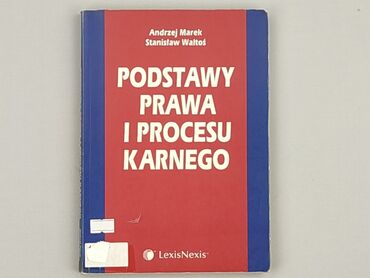 Andrzej Marek
Stanisław Waltoś
PODSTAWY
PRAWA
I PROCESU
KARNEGO
LexisNexis